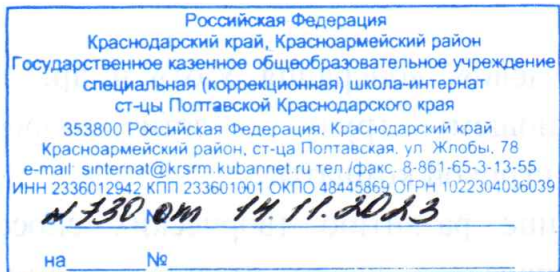 Российская Федерация
Краснодарский край, Красноармейский район
Государственное казенное общеобразовательное учреждение
специальная (коррекционная) школа-интернат
ст-цы Полтавской Краснодарского края
353800 Российская Федерация, Краснодарский край
Красноармейский район, ст-ца Полтавская, ул. Жлобы, 78
e-mail: sinternat@krsrm.kubannet.ru тел./факс. 8-861-65-3-13-55
ИНН 2336012942 КПП 233601001 ОКПО 48445869 ОГРН 1022304036039
№ 730 от 14.11.2023
на №